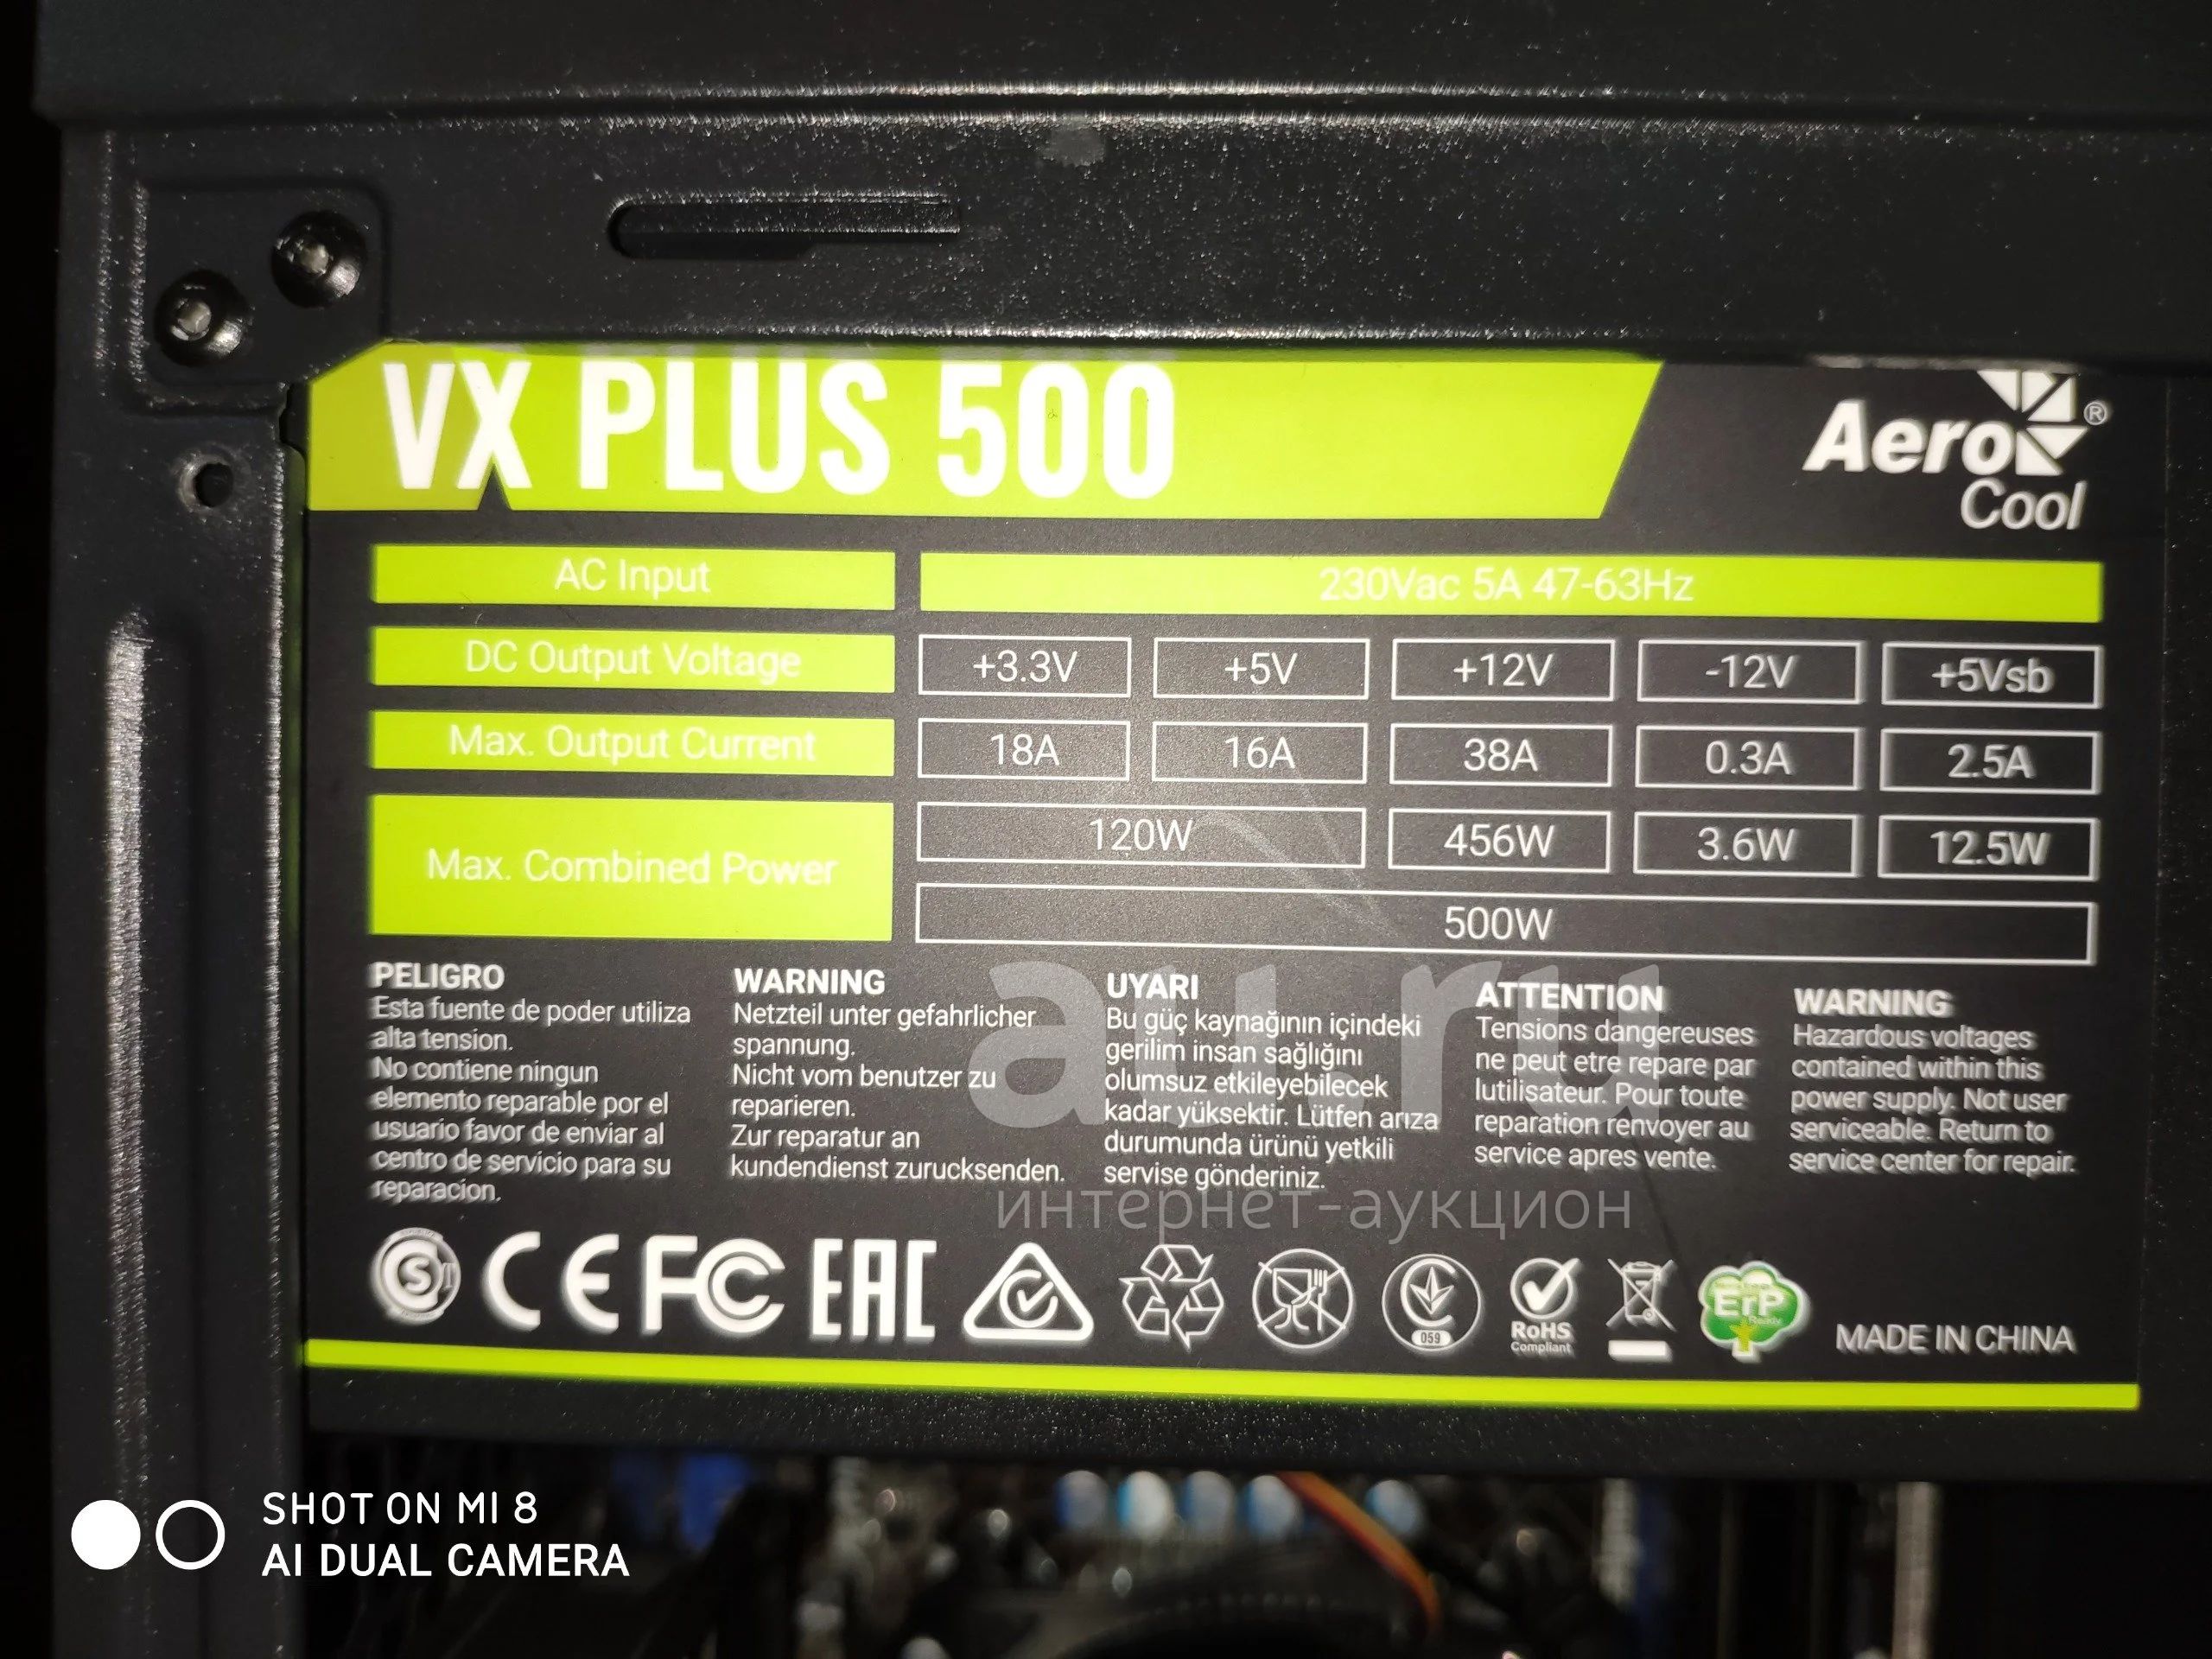 VX PLUS 500
Aero
Cool
®
AC Input 230Vac 5A 47-63Hz
DC Output Voltage +3.3V +5V +12V -12V +5Vsb
Max. Output Current 18A 16A 38A 0.3A 2.5A
Max. Combined Power 120W 456W 3.6W 12.5W
500W
PELIGRO
Esta fuente de poder utiliza
alta tension.
No contiene ningun
elemento reparable por el
usuario favor de enviar al
centro de servicio para su
reparacion.
WARNING
Netzteil unter gefahrlicher
spannung.
Nicht vom benutzer zu
reparieren.
Zur reparatur an
kundendienst zurucksenden.
UYARI
Bu güç kaynağının içindeki
gerilim insan sağlığını
olumsuz etkileyebilecek
kadar yüksektir. Lütfen arıza
durumunda ürünü yetkili
servise gönderiniz.
ATTENTION
Tensions dangereuses
ne peut etre repare par
lutilisateur. Pour toute
reparation renvoyer au
service apres vente.
WARNING
Hazardous voltages
contained within this
power supply. Not user
serviceable. Return to
service center for repair.
au.ru
интернет-аукцион
CE FC EAC
059
RoHS
Compliant
ErP
Ready
MADE IN CHINA
SHOT ON MI 8
AI DUAL CAMERA